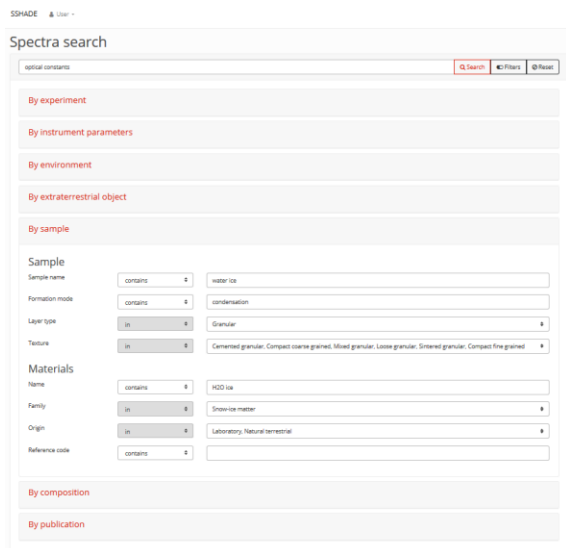 SSHADE User
Spectra search
optical constants Search Filters Reset
By experiment
By instrument parameters
By environment
By extraterrestrial object
By sample
Sample
Sample name contains water ice
Formation mode contains condensation
Layer type in Granular
Texture in Cemented granular, Compact coarse grained, Mixed granular, Loose granular, Sintered granular, Compact fine grained
Materials
Name contains H2O ice
Family in Snow-ice matter
Origin in Laboratory, Natural terrestrial
Reference code contains
By composition
By publication